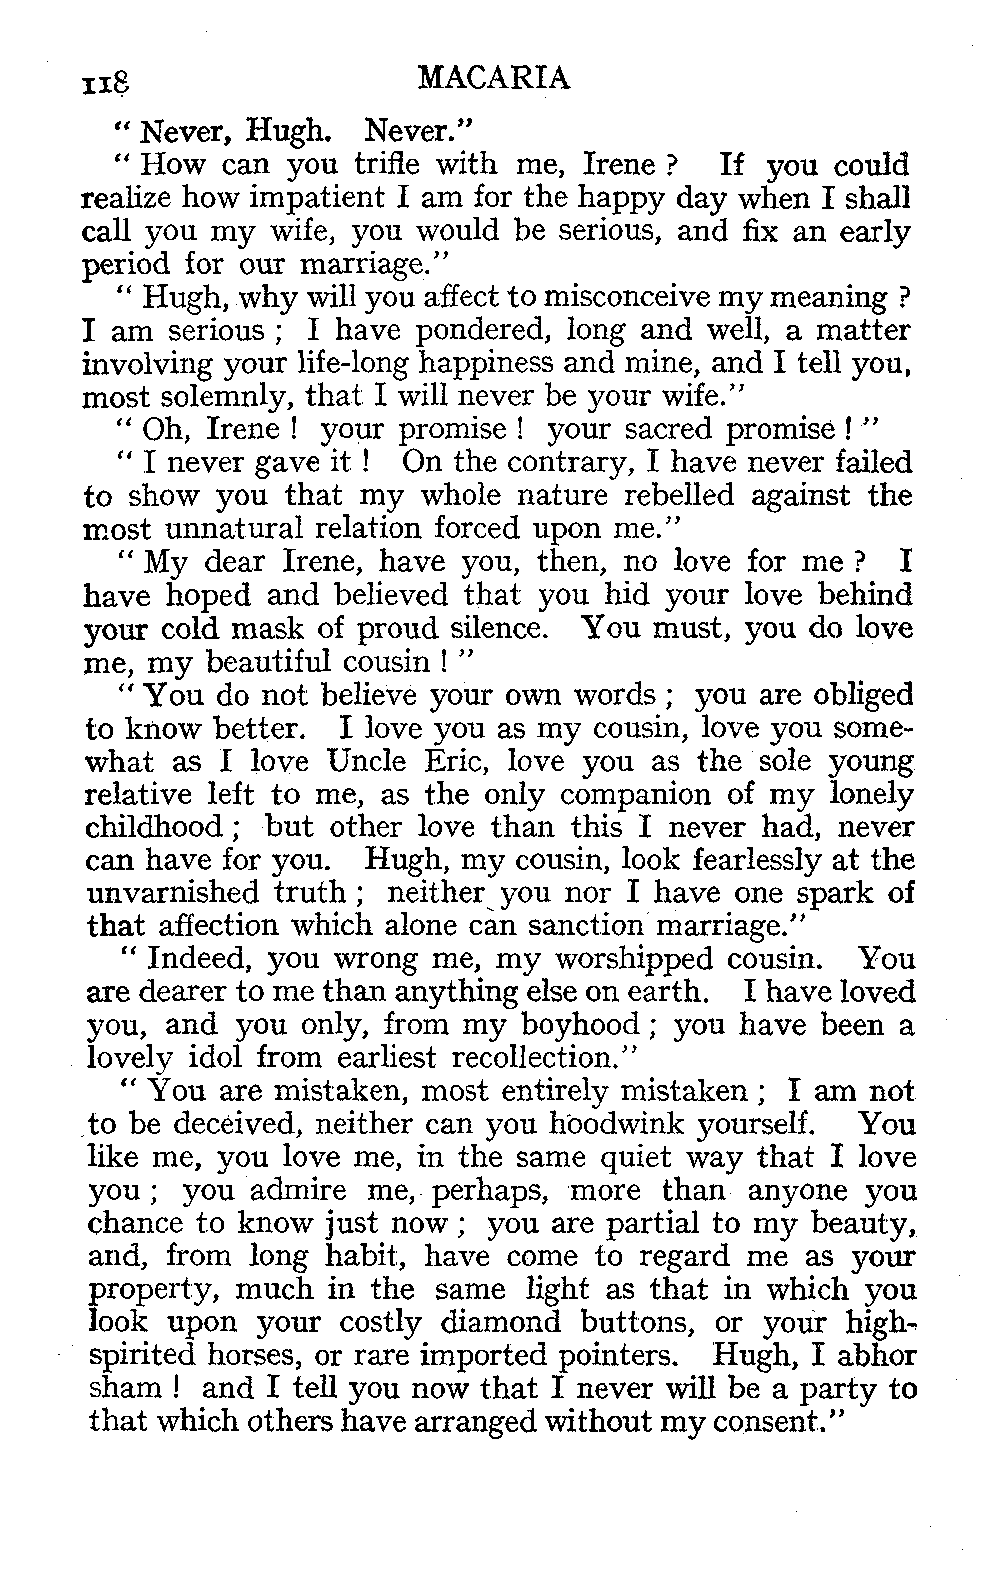 118 MACARIA
“ Never, Hugh. Never.”
“ How can you trifle with me, Irene ? If you could
realize how impatient I am for the happy day when I shall
call you my wife, you would be serious, and fix an early
period for our marriage.”
“ Hugh, why will you affect to misconceive my meaning ?
I am serious ; I have pondered, long and well, a matter
involving your life-long happiness and mine, and I tell you,
most solemnly, that I will never be your wife.”
“ Oh, Irene ! your promise ! your sacred promise ! ”
“ I never gave it ! On the contrary, I have never failed
to show you that my whole nature rebelled against the
most unnatural relation forced upon me.”
“ My dear Irene, have you, then, no love for me ? I
have hoped and believed that you hid your love behind
your cold mask of proud silence. You must, you do love
me, my beautiful cousin ! ”
“ You do not believe your own words ; you are obliged
to know better. I love you as my cousin, love you some-
what as I love Uncle Eric, love you as the sole young
relative left to me, as the only companion of my lonely
childhood ; but other love than this I never had, never
can have for you. Hugh, my cousin, look fearlessly at the
unvarnished truth ; neither you nor I have one spark of
that affection which alone can sanction marriage.”
“ Indeed, you wrong me, my worshipped cousin. You
are dearer to me than anything else on earth. I have loved
you, and you only, from my boyhood ; you have been a
lovely idol from earliest recollection.”
“ You are mistaken, most entirely mistaken ; I am not
to be deceived, neither can you hoodwink yourself. You
like me, you love me, in the same quiet way that I love
you ; you admire me, perhaps, more than anyone you
chance to know just now ; you are partial to my beauty,
and, from long habit, have come to regard me as your
property, much in the same light as that in which you
look upon your costly diamond buttons, or your high-
spirited horses, or rare imported pointers. Hugh, I abhor
sham ! and I tell you now that I never will be a party to
that which others have arranged without my consent.”